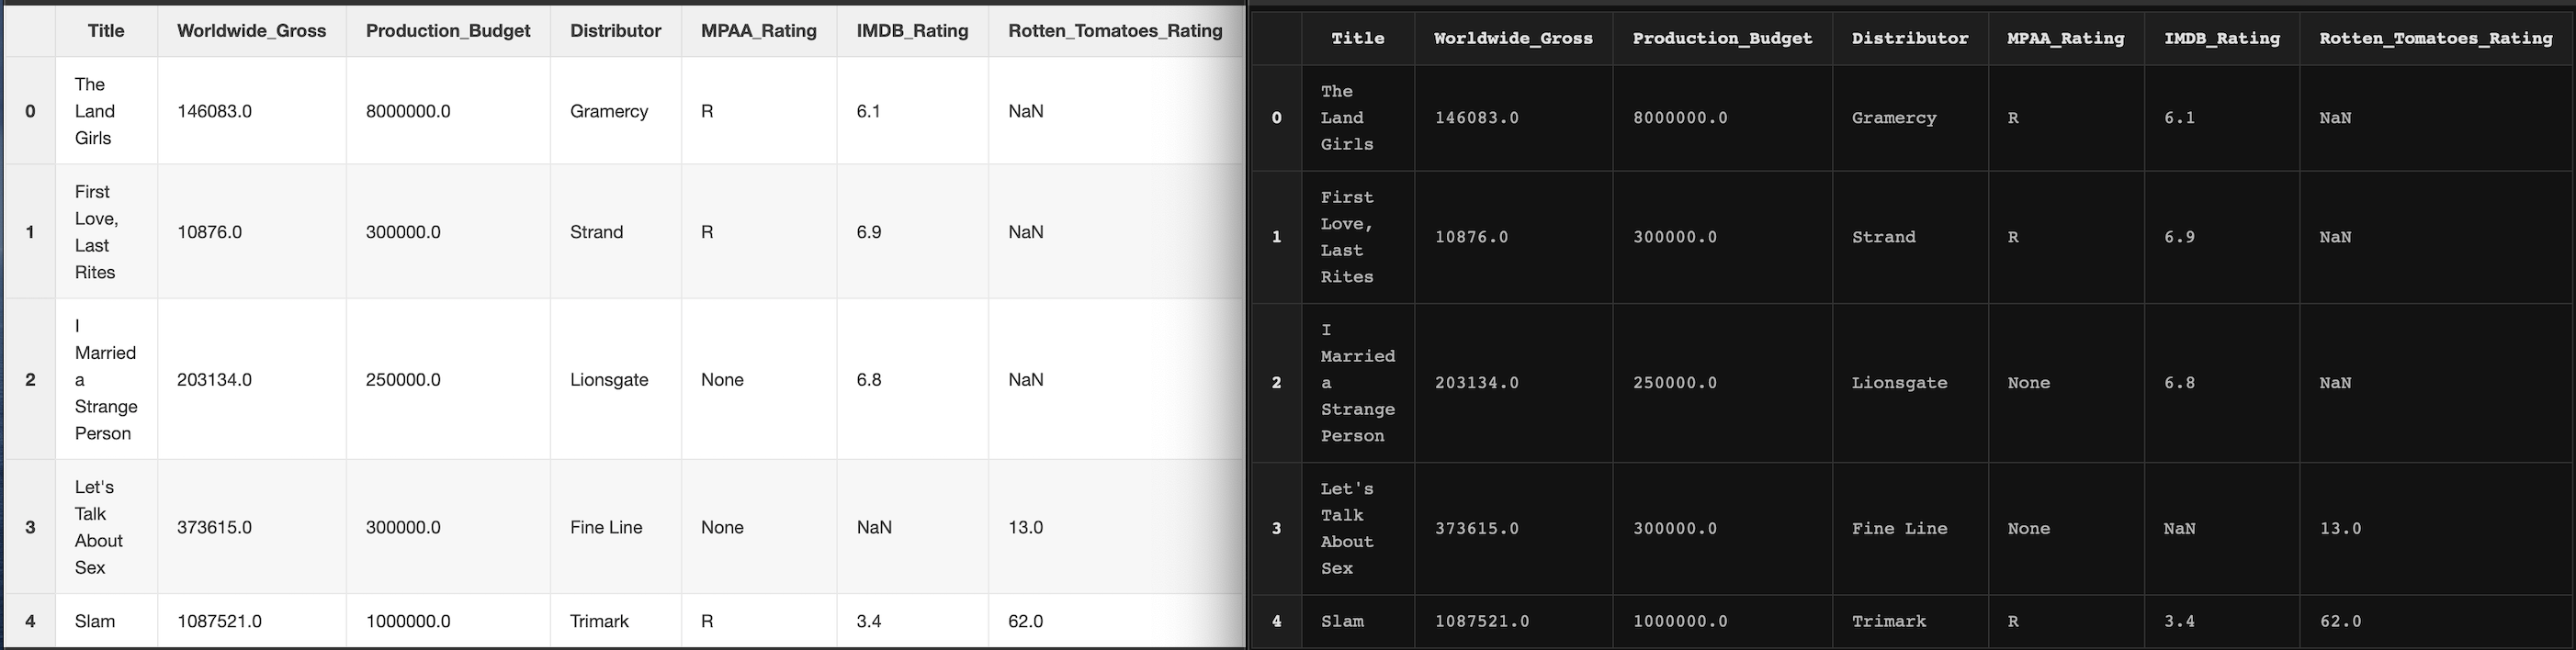 Title Worldwide_Gross Production_Budget Distributor MPAA_Rating IMDB_Rating Rotten_Tomatoes_Rating
0 The Land Girls 146083.0 8000000.0 Gramercy R 6.1 NaN
1 First Love, Last Rites 10876.0 300000.0 Strand R 6.9 NaN
2 I Married a Strange Person 203134.0 250000.0 Lionsgate None 6.8 NaN
3 Let's Talk About Sex 373615.0 300000.0 Fine Line None NaN 13.0
4 Slam 1087521.0 1000000.0 Trimark R 3.4 62.0
Title Worldwide_Gross Production_Budget Distributor MPAA_Rating IMDB_Rating Rotten_Tomatoes_Rating
0 The Land Girls 146083.0 8000000.0 Gramercy R 6.1 NaN
1 First Love, Last Rites 10876.0 300000.0 Strand R 6.9 NaN
2 I Married a Strange Person 203134.0 250000.0 Lionsgate None 6.8 NaN
3 Let's Talk About Sex 373615.0 300000.0 Fine Line None NaN 13.0
4 Slam 1087521.0 1000000.0 Trimark R 3.4 62.0